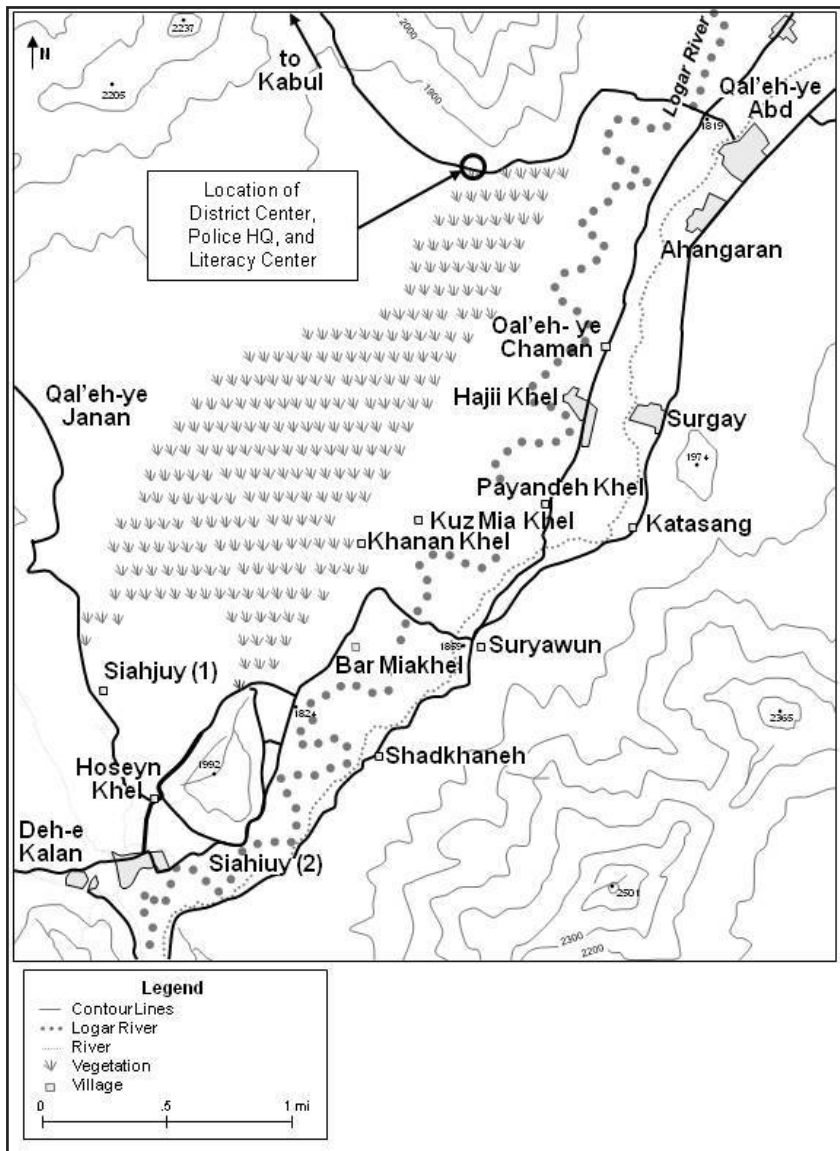 2237
2205
N
to
Kabul
2000
1900
Logar River
Qal'eh-ye
Abd
1819
Location of
District Center,
Police HQ, and
Literacy Center
Ahangaran
Oal'eh- ye
Chaman
Qal'eh-ye
Janan
Hajii Khel
Surgay
1974
Payandeh Khel
Kuz Mia Khel
Katasang
Khanan Khel
1859
Suryawun
Bar Miakhel
Siahjuy (1)
1824
2365
Shadkhaneh
1992
Hoseyn
Khel
Deh-e
Kalan
Siahiuy (2)
2501
2300
2200
Legend
Contour Lines
Logar River
River
Vegetation
Village
0
.5
1 mi